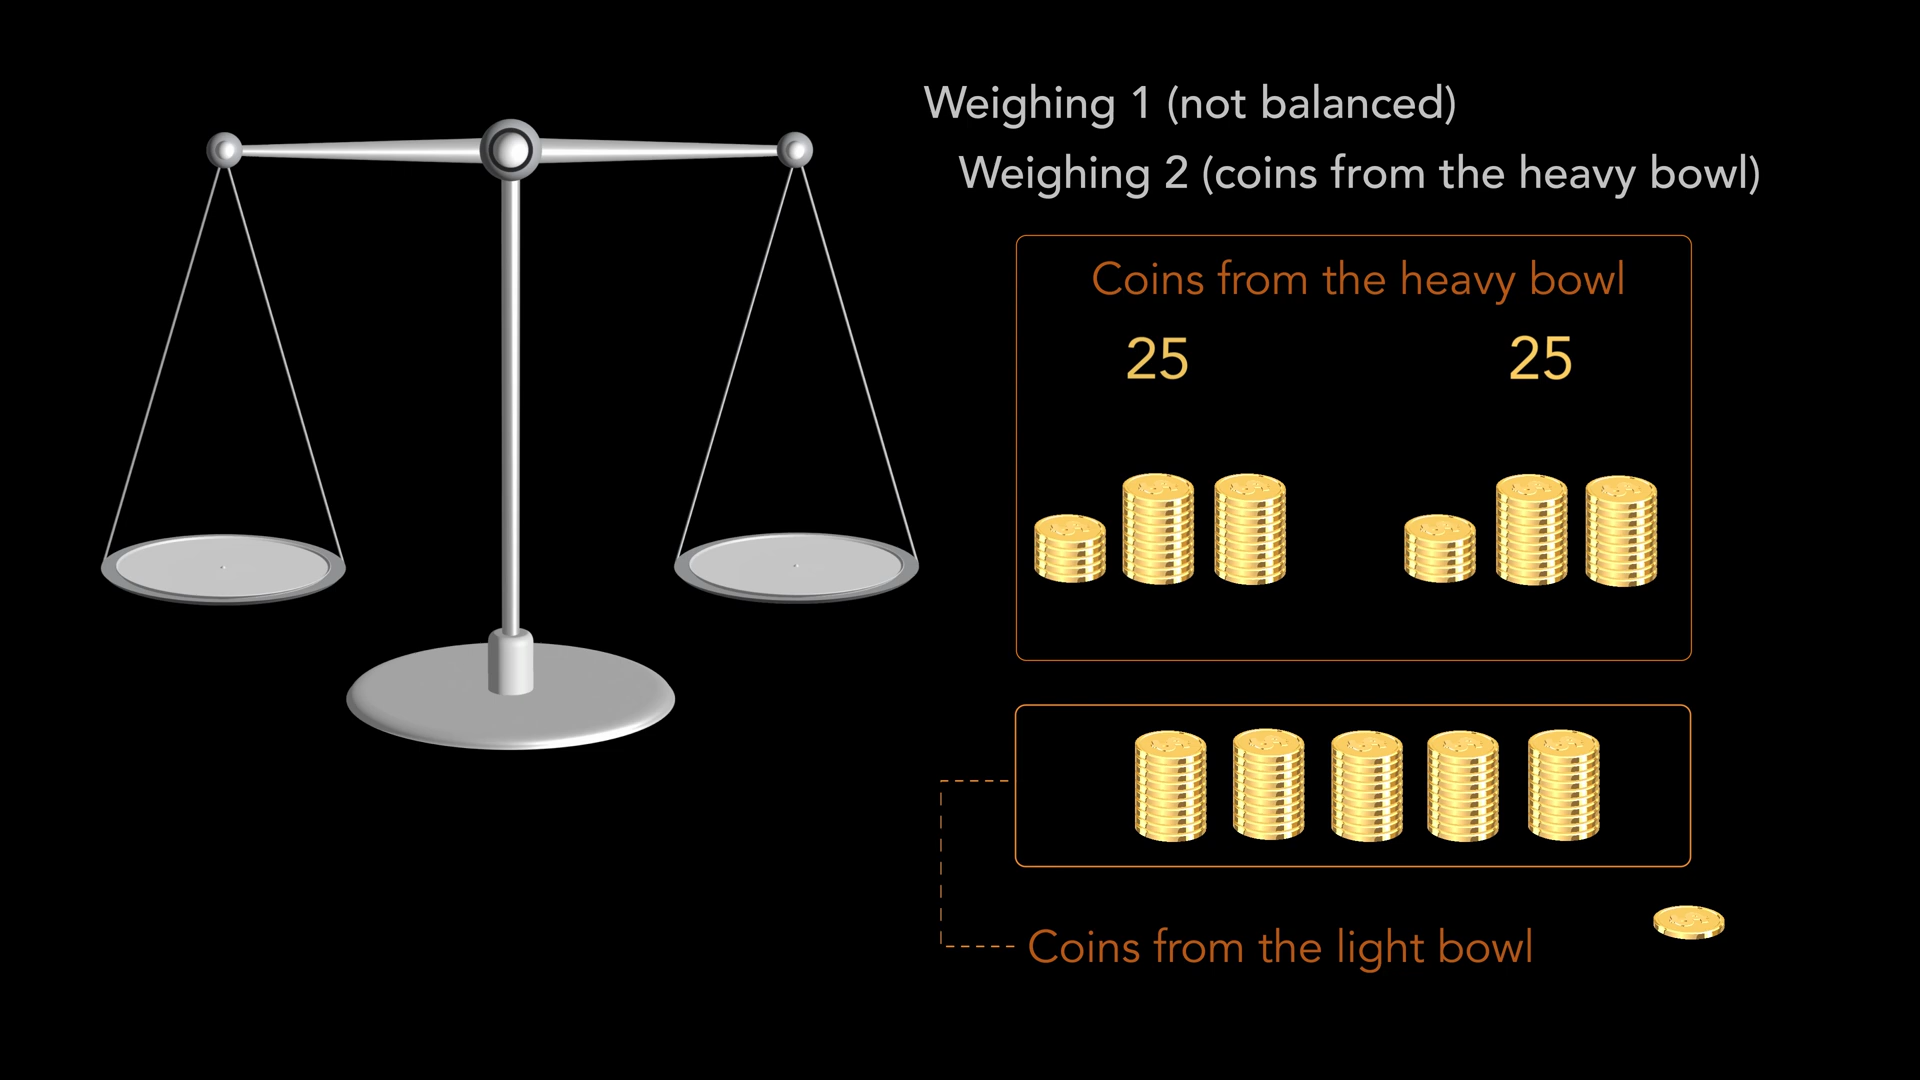 Weighing 1 (not balanced)
Weighing 2 (coins from the heavy bowl)
Coins from the heavy bowl
25 25
Coins from the light bowl